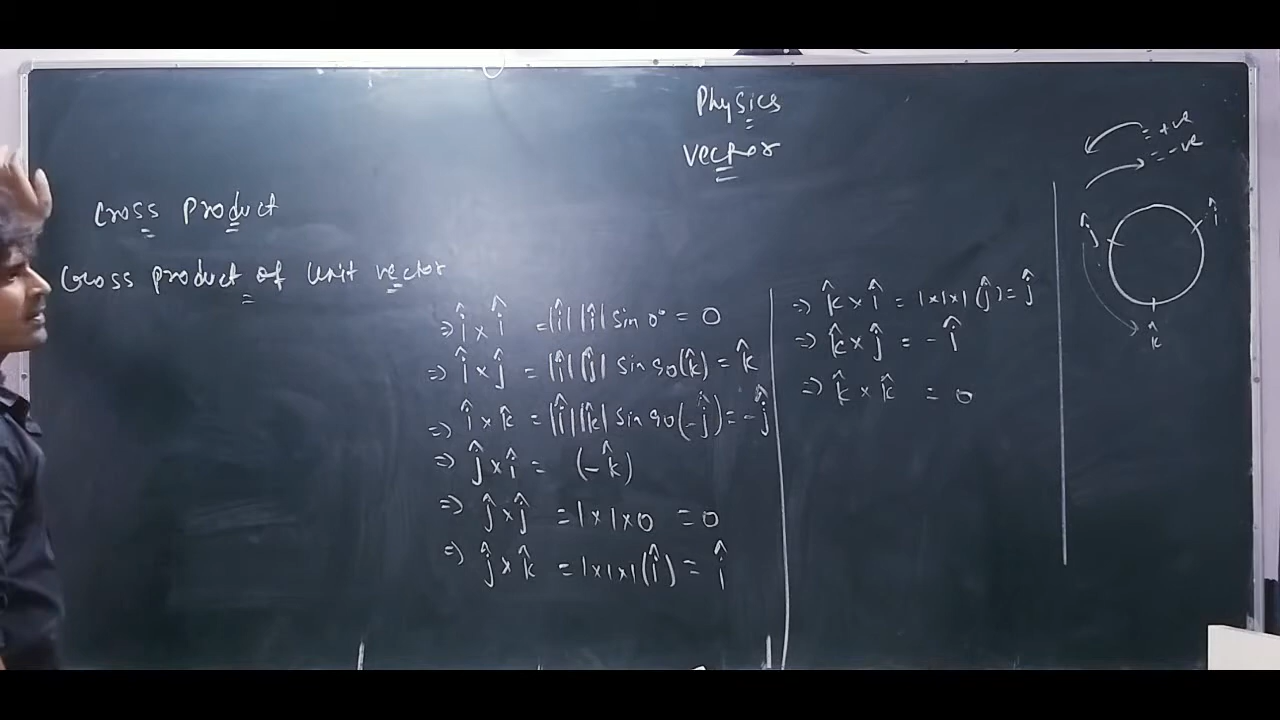 Physics
Vector
Cross Product
Cross product of Unit vector
⇒ î × î = |î| |î| sin 0° = 0
⇒ î × ĵ = |î| |ĵ| sin 90(k̂) = k̂
⇒ î × k̂ = |î| |k̂| sin 90(-ĵ) = -ĵ
⇒ ĵ × î = (-k̂)
⇒ ĵ × ĵ = 1×1×0 = 0
⇒ ĵ × k̂ = 1×1×1(î) = î
⇒ k̂ × î = 1×1×1(ĵ) = ĵ
⇒ k̂ × ĵ = -î
⇒ k̂ × k̂ = 0
= +ve
= -ve
î
ĵ
k̂